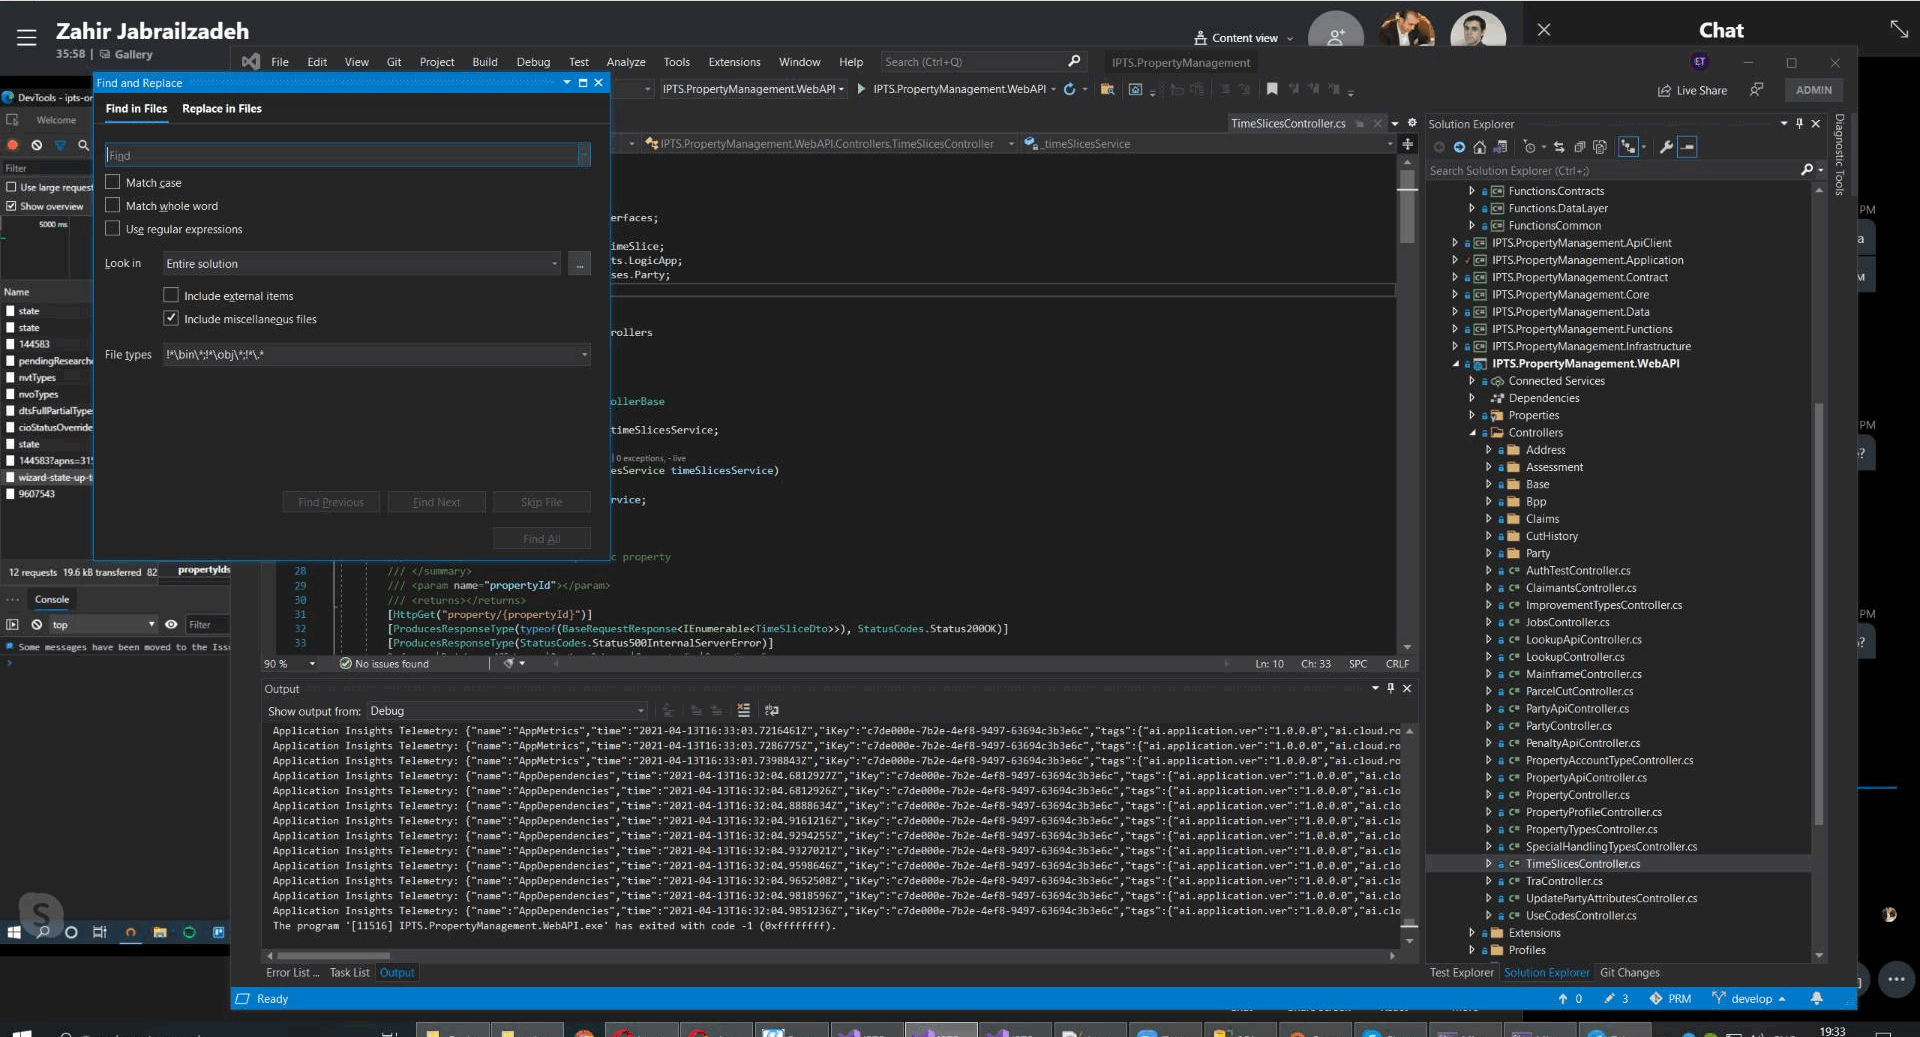 Zahir Jabrailzadeh
35:58 | Gallery
Content view
Chat
File Edit View Git Project Build Debug Test Analyze Tools Extensions Window Help Search (Ctrl+Q) IPTS.PropertyManagement ET
Find and Replace
IPTS.PropertyManagement.WebAPI IPTS.PropertyManagement.WebAPI Live Share ADMIN
DevTools - ipts-or
Welcome
Filter
Use large request
Show overview
5000 ms
Name
state
state
144583
pendingResearch
nvtTypes
nvoTypes
dtsFullPartialType
cioStatusOverride
state
144583?apns=315
wizard-state-up-t
9607543
12 requests 19.6 kB transferred 82 propertyIds
Console
top Filter
Some messages have been moved to the Iss
Find in Files Replace in Files
Find
Match case
Match whole word
Use regular expressions
Look in Entire solution ...
Include external items
Include miscellaneous files
File types !*\bin\*;!*\obj\*;!*\.*
Find Previous Find Next Skip File
Find All
TimeSlicesController.cs
IPTS.PropertyManagement.WebAPI.Controllers.TimeSlicesController _timeSlicesService
erfaces;
imeSlice;
ts.LogicApp;
ses.Party;
rollers
ollerBase
timeSlicesService;
0 exceptions, - live
esService timeSlicesService)
rvice;
c property
28 /// </summary>
29 /// <param name="propertyId"></param>
30 /// <returns></returns>
31 [HttpGet("property/{propertyId}")]
32 [ProducesResponseType(typeof(BaseRequestResponse<IEnumerable<TimeSliceDto>>), StatusCodes.Status200OK)]
33 [ProducesResponseType(StatusCodes.Status500InternalServerError)]
90 % No issues found Ln: 10 Ch: 33 SPC CRLF
Output
Show output from: Debug
Application Insights Telemetry: {"name":"AppMetrics","time":"2021-04-13T16:33:03.7216461Z","iKey":"c7de000e-7b2e-4ef8-9497-63694c3b3e6c","tags":{"ai.application.ver":"1.0.0.0","ai.cloud.ro
Application Insights Telemetry: {"name":"AppMetrics","time":"2021-04-13T16:33:03.7286775Z","iKey":"c7de000e-7b2e-4ef8-9497-63694c3b3e6c","tags":{"ai.application.ver":"1.0.0.0","ai.cloud.ro
Application Insights Telemetry: {"name":"AppMetrics","time":"2021-04-13T16:33:03.7398843Z","iKey":"c7de000e-7b2e-4ef8-9497-63694c3b3e6c","tags":{"ai.application.ver":"1.0.0.0","ai.cloud.ro
Application Insights Telemetry: {"name":"AppDependencies","time":"2021-04-13T16:32:04.6812927Z","iKey":"c7de000e-7b2e-4ef8-9497-63694c3b3e6c","tags":{"ai.application.ver":"1.0.0.0","ai.clo
Application Insights Telemetry: {"name":"AppDependencies","time":"2021-04-13T16:32:04.6812926Z","iKey":"c7de000e-7b2e-4ef8-9497-63694c3b3e6c","tags":{"ai.application.ver":"1.0.0.0","ai.clo
Application Insights Telemetry: {"name":"AppDependencies","time":"2021-04-13T16:32:04.8888634Z","iKey":"c7de000e-7b2e-4ef8-9497-63694c3b3e6c","tags":{"ai.application.ver":"1.0.0.0","ai.clo
Application Insights Telemetry: {"name":"AppDependencies","time":"2021-04-13T16:32:04.9161216Z","iKey":"c7de000e-7b2e-4ef8-9497-63694c3b3e6c","tags":{"ai.application.ver":"1.0.0.0","ai.clo
Application Insights Telemetry: {"name":"AppDependencies","time":"2021-04-13T16:32:04.9294255Z","iKey":"c7de000e-7b2e-4ef8-9497-63694c3b3e6c","tags":{"ai.application.ver":"1.0.0.0","ai.clo
Application Insights Telemetry: {"name":"AppDependencies","time":"2021-04-13T16:32:04.9327021Z","iKey":"c7de000e-7b2e-4ef8-9497-63694c3b3e6c","tags":{"ai.application.ver":"1.0.0.0","ai.clo
Application Insights Telemetry: {"name":"AppDependencies","time":"2021-04-13T16:32:04.9598646Z","iKey":"c7de000e-7b2e-4ef8-9497-63694c3b3e6c","tags":{"ai.application.ver":"1.0.0.0","ai.clo
Application Insights Telemetry: {"name":"AppDependencies","time":"2021-04-13T16:32:04.9652508Z","iKey":"c7de000e-7b2e-4ef8-9497-63694c3b3e6c","tags":{"ai.application.ver":"1.0.0.0","ai.clo
Application Insights Telemetry: {"name":"AppDependencies","time":"2021-04-13T16:32:04.9818596Z","iKey":"c7de000e-7b2e-4ef8-9497-63694c3b3e6c","tags":{"ai.application.ver":"1.0.0.0","ai.clo
Application Insights Telemetry: {"name":"AppDependencies","time":"2021-04-13T16:32:04.9851236Z","iKey":"c7de000e-7b2e-4ef8-9497-63694c3b3e6c","tags":{"ai.application.ver":"1.0.0.0","ai.clo
The program '[11516] IPTS.PropertyManagement.WebAPI.exe' has exited with code -1 (0xffffffff).
Error List ... Task List Output
Solution Explorer
Search Solution Explorer (Ctrl+;)
Functions.Contracts
Functions.DataLayer
FunctionsCommon
IPTS.PropertyManagement.ApiClient
IPTS.PropertyManagement.Application
IPTS.PropertyManagement.Contract
IPTS.PropertyManagement.Core
IPTS.PropertyManagement.Data
IPTS.PropertyManagement.Functions
IPTS.PropertyManagement.Infrastructure
IPTS.PropertyManagement.WebAPI
Connected Services
Dependencies
Properties
Controllers
Address
Assessment
Base
Bpp
Claims
CutHistory
Party
C# AuthTestController.cs
C# ClaimantsController.cs
C# ImprovementTypesController.cs
C# JobsController.cs
C# LookupApiController.cs
C# LookupController.cs
C# MainframeController.cs
C# ParcelCutController.cs
C# PartyApiController.cs
C# PartyController.cs
C# PenaltyApiController.cs
C# PropertyAccountTypeController.cs
C# PropertyApiController.cs
C# PropertyController.cs
C# PropertyProfileController.cs
C# PropertyTypesController.cs
C# SpecialHandlingTypesController.cs
C# TimeSlicesController.cs
C# TraController.cs
C# UpdatePartyAttributesController.cs
C# UseCodesController.cs
Extensions
Profiles
Test Explorer Solution Explorer Git Changes
Diagnostic Tools
PM
a
M
PM
?
PM
?
Ready 0 3 PRM develop
19:33